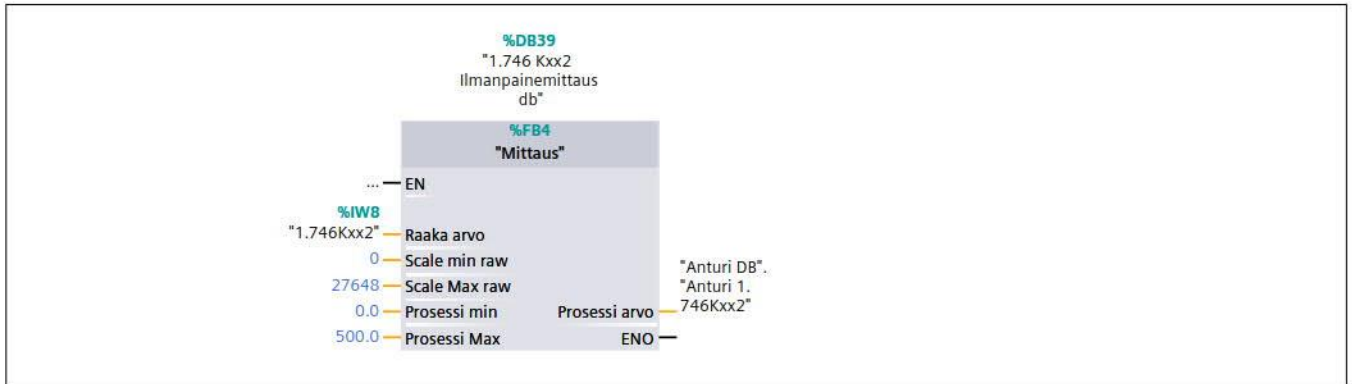 %DB39
"1.746 Kxx2
Ilmanpainemittaus
db"
%FB4
"Mittaus"
... EN
%IW8
"1.746Kxx2" Raaka arvo
0 Scale min raw
27648 Scale Max raw
0.0 Prosessi min
500.0 Prosessi Max
"Anturi DB".
"Anturi 1.
Prosessi arvo 746Kxx2"
ENO